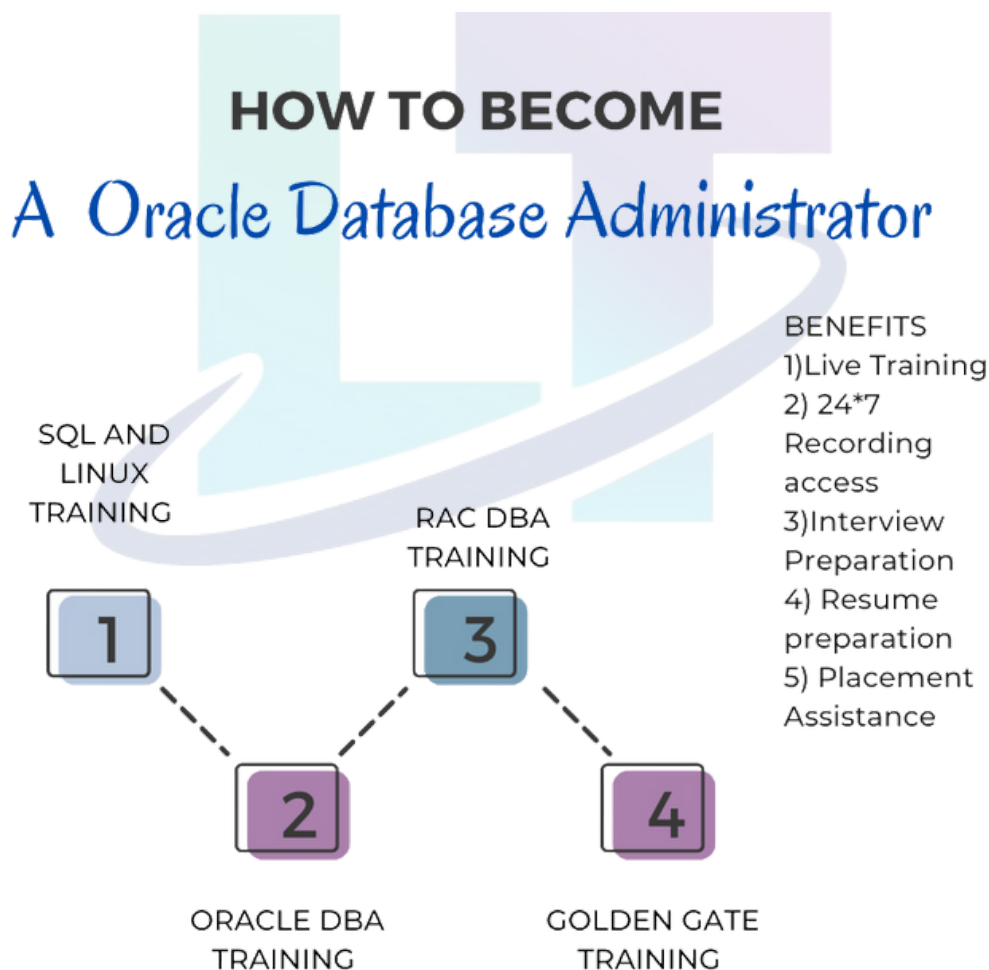 LT
HOW TO BECOME
A Oracle Database Administrator
BENEFITS
1)Live Training
2) 24*7
Recording
access
3)Interview
Preparation
4) Resume
preparation
5) Placement
Assistance
SQL AND
LINUX
TRAINING
1
RAC DBA
TRAINING
3
2
ORACLE DBA
TRAINING
4
GOLDEN GATE
TRAINING